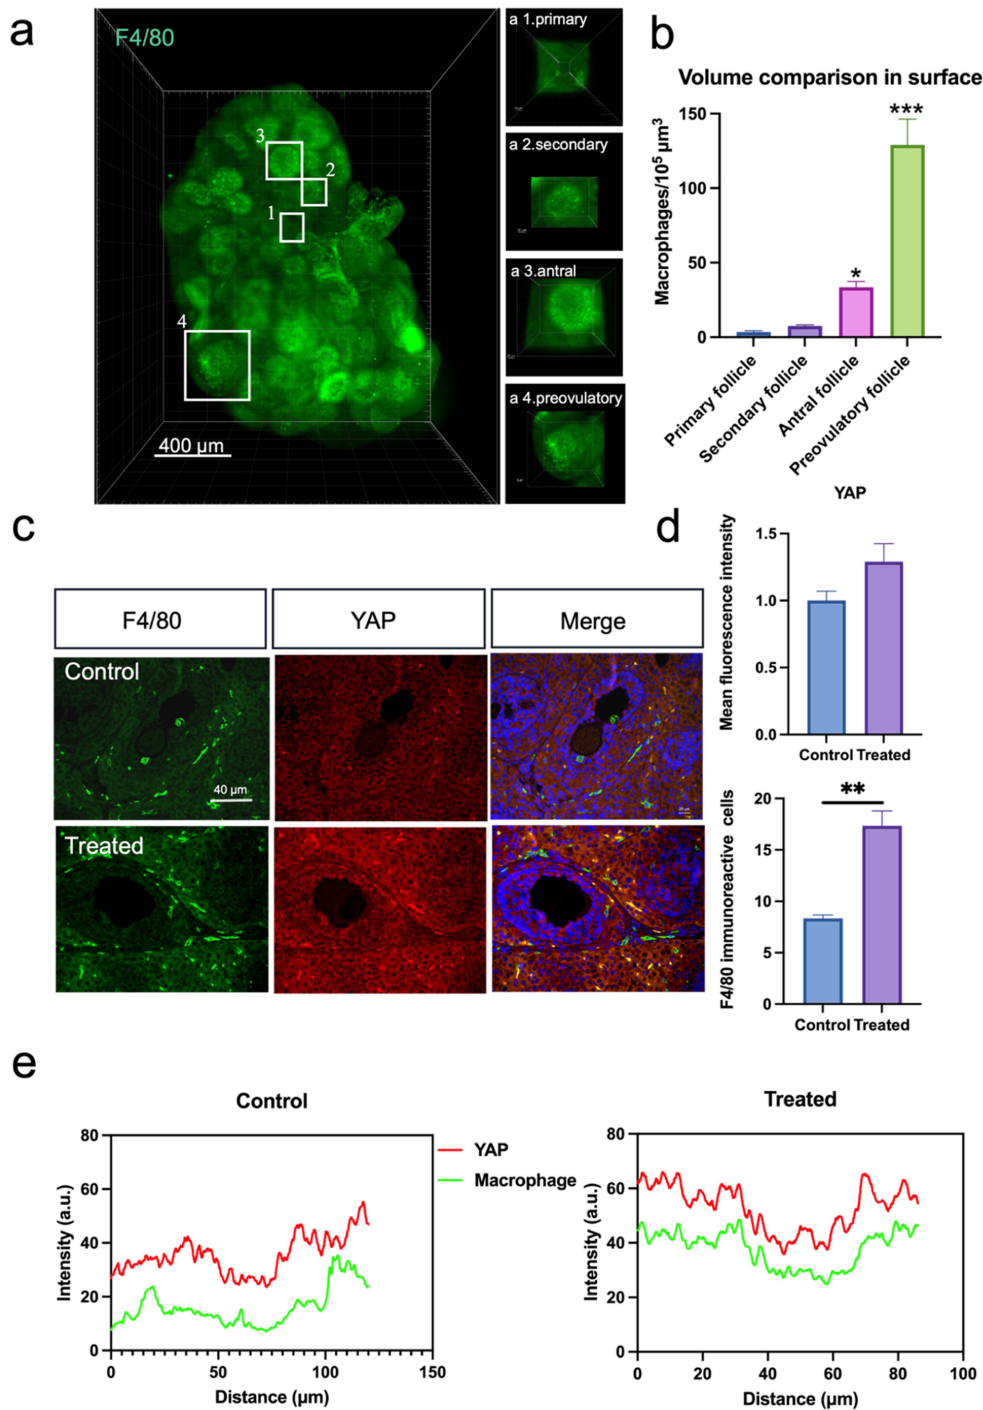 a
F4/80
3
2
1
4
400 µm
a 1.primary
a 2.secondary
a 3.antral
a 4.preovulatory
b
Volume comparison in surface
Macrophages/10⁵ µm³
150
100
50
0
*
***
Primary follicle
Secondary follicle
Antral follicle
Preovulatory follicle
c
F4/80
YAP
Merge
Control
40 µm
Treated
d
YAP
Mean fluorescence intensity
1.5
1.0
0.5
0.0
Control Treated
F4/80 immunoreactive cells
20
15
10
5
0
**
Control Treated
e
Control
Intensity (a.u.)
80
60
40
20
0
0 50 100 150
Distance (µm)
YAP
Macrophage
Treated
Intensity (a.u.)
80
60
40
20
0
0 20 40 60 80 100
Distance (µm)